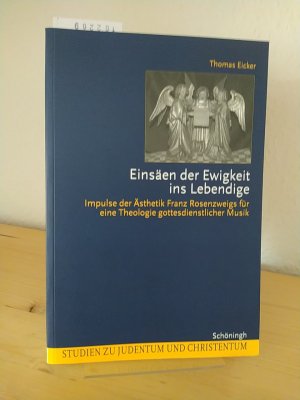 Thomas Eicker
Einsäen der Ewigkeit
ins Lebendige
Impulse der Ästhetik Franz Rosenzweigs für
eine Theologie gottesdienstlicher Musik
Schöningh
STUDIEN ZU JUDENTUM UND CHRISTENTUM